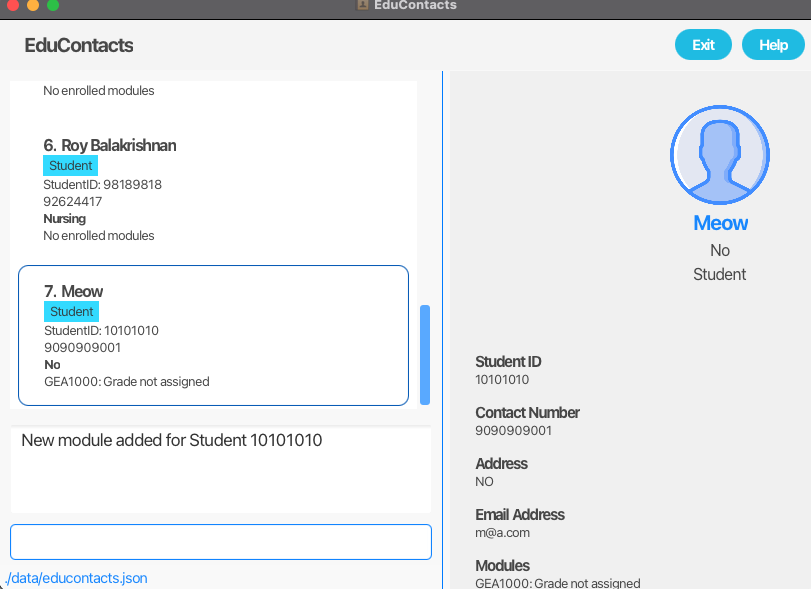 EduContacts
EduContacts
Exit
Help
No enrolled modules
6. Roy Balakrishnan
Student
StudentID: 98189818
92624417
Nursing
No enrolled modules
7. Meow
Student
StudentID: 10101010
9090909001
No
GEA1000: Grade not assigned
New module added for Student 10101010
./data/educontacts.json
Meow
No
Student
Student ID
10101010
Contact Number
9090909001
Address
NO
Email Address
m@a.com
Modules
GEA1000: Grade not assigned